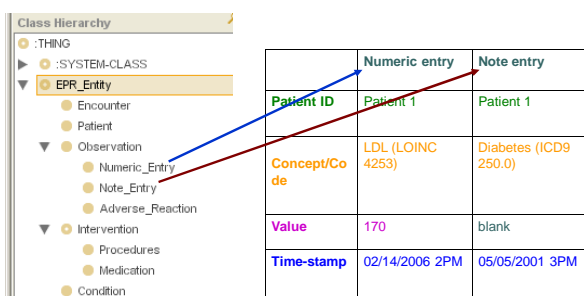 Class Hierarchy
:THING
:SYSTEM-CLASS
EPR_Entity
Encounter
Patient
Observation
Numeric_Entry
Note_Entry
Adverse_Reaction
Intervention
Procedures
Medication
Condition
Numeric entry Note entry
Patient ID Patient 1 Patient 1
Concept/Co
de
LDL (LOINC
4253)
Diabetes (ICD9
250.0)
Value 170 blank
Time-stamp 02/14/2006 2PM 05/05/2001 3PM